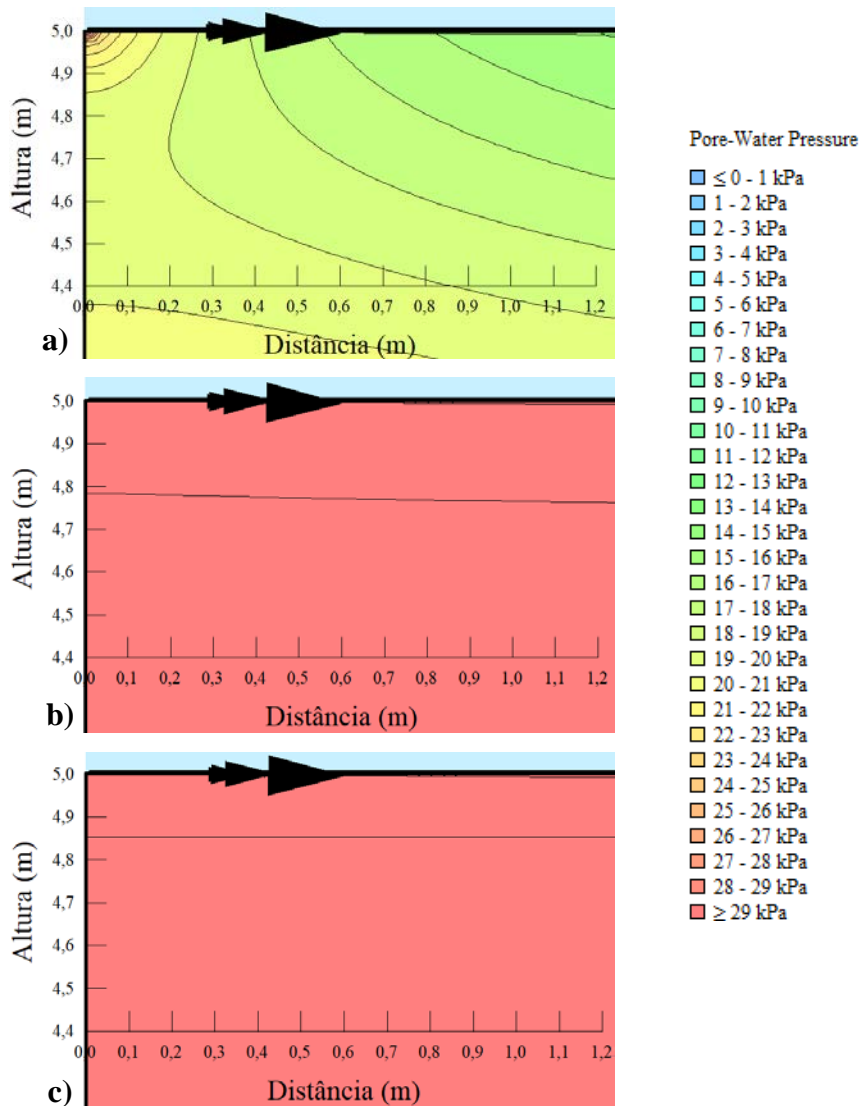 5,0
4,9
4,8
4,7
4,6
4,5
4,4
Altura (m)
0,0 0,1 0,2 0,3 0,4 0,5 0,6 0,7 0,8 0,9 1,0 1,1 1,2
Distância (m)
a)
5,0
4,9
4,8
4,7
4,6
4,5
4,4
Altura (m)
0,0 0,1 0,2 0,3 0,4 0,5 0,6 0,7 0,8 0,9 1,0 1,1 1,2
Distância (m)
b)
5,0
4,9
4,8
4,7
4,6
4,5
4,4
Altura (m)
0,0 0,1 0,2 0,3 0,4 0,5 0,6 0,7 0,8 0,9 1,0 1,1 1,2
Distância (m)
c)
Pore-Water Pressure
≤ 0 - 1 kPa
1 - 2 kPa
2 - 3 kPa
3 - 4 kPa
4 - 5 kPa
5 - 6 kPa
6 - 7 kPa
7 - 8 kPa
8 - 9 kPa
9 - 10 kPa
10 - 11 kPa
11 - 12 kPa
12 - 13 kPa
13 - 14 kPa
14 - 15 kPa
15 - 16 kPa
16 - 17 kPa
17 - 18 kPa
18 - 19 kPa
19 - 20 kPa
20 - 21 kPa
21 - 22 kPa
22 - 23 kPa
23 - 24 kPa
24 - 25 kPa
25 - 26 kPa
26 - 27 kPa
27 - 28 kPa
28 - 29 kPa
≥ 29 kPa